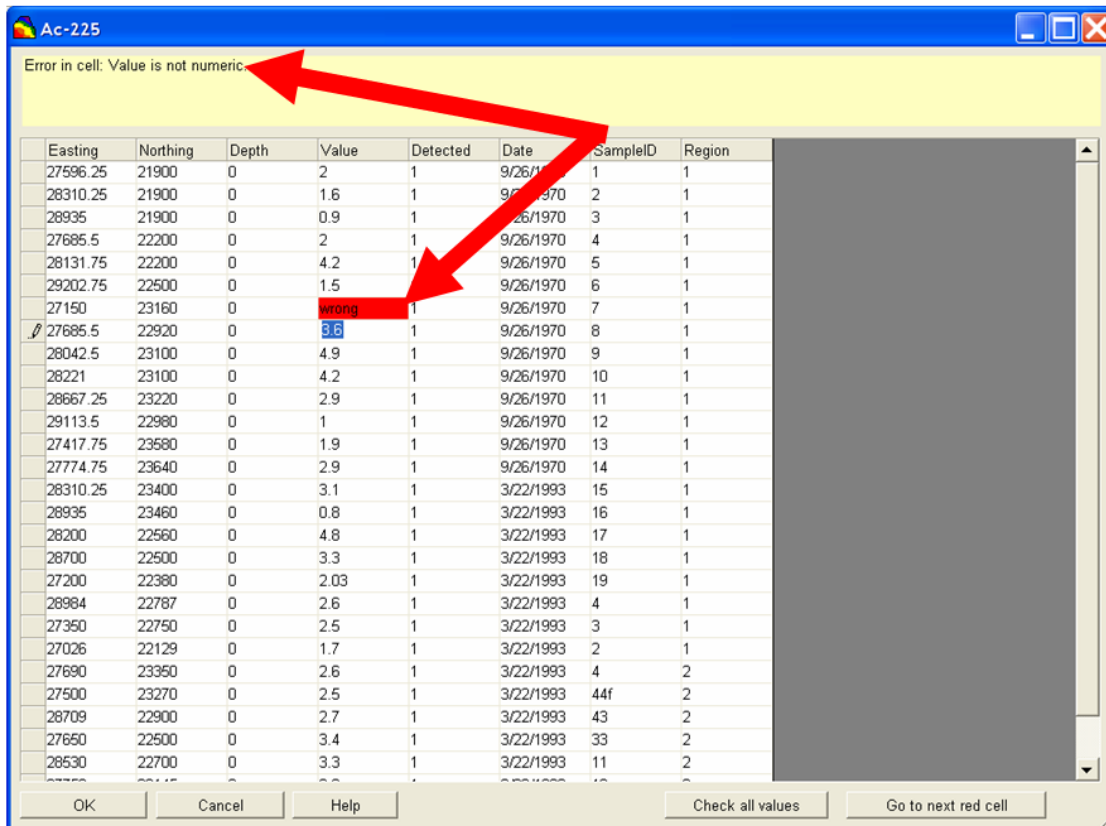 Ac-225
Error in cell: Value is not numeric.
Easting Northing Depth Value Detected Date SampleID Region
27596.25 21900 0 2 1 9/26/ 1 1
28310.25 21900 0 1.6 1 970 2 1
28935 21900 0 0.9 1 26/1970 3 1
27685.5 22200 0 2 1 9/26/1970 4 1
28131.75 22200 0 4.2 1 9/26/1970 5 1
29202.75 22500 0 1.5 1 9/26/1970 6 1
27150 23160 0 wrong 1 9/26/1970 7 1
27685.5 22920 0 3.6 1 9/26/1970 8 1
28042.5 23100 0 4.9 1 9/26/1970 9 1
28221 23100 0 4.2 1 9/26/1970 10 1
28667.25 23220 0 2.9 1 9/26/1970 11 1
29113.5 22980 0 1 1 9/26/1970 12 1
27417.75 23580 0 1.9 1 9/26/1970 13 1
27774.75 23640 0 2.9 1 9/26/1970 14 1
28310.25 23400 0 3.1 1 3/22/1993 15 1
28935 23460 0 0.8 1 3/22/1993 16 1
28200 22560 0 4.8 1 3/22/1993 17 1
28700 22500 0 3.3 1 3/22/1993 18 1
27200 22380 0 2.03 1 3/22/1993 19 1
28984 22787 0 2.6 1 3/22/1993 4 1
27350 22750 0 2.5 1 3/22/1993 3 1
27026 22129 0 1.7 1 3/22/1993 2 1
27690 23350 0 2.6 1 3/22/1993 4 2
27500 23270 0 2.5 1 3/22/1993 44f 2
28709 22900 0 2.7 1 3/22/1993 43 2
27650 22500 0 3.4 1 3/22/1993 33 2
28530 22700 0 3.3 1 3/22/1993 11 2
OK Cancel Help Check all values Go to next red cell